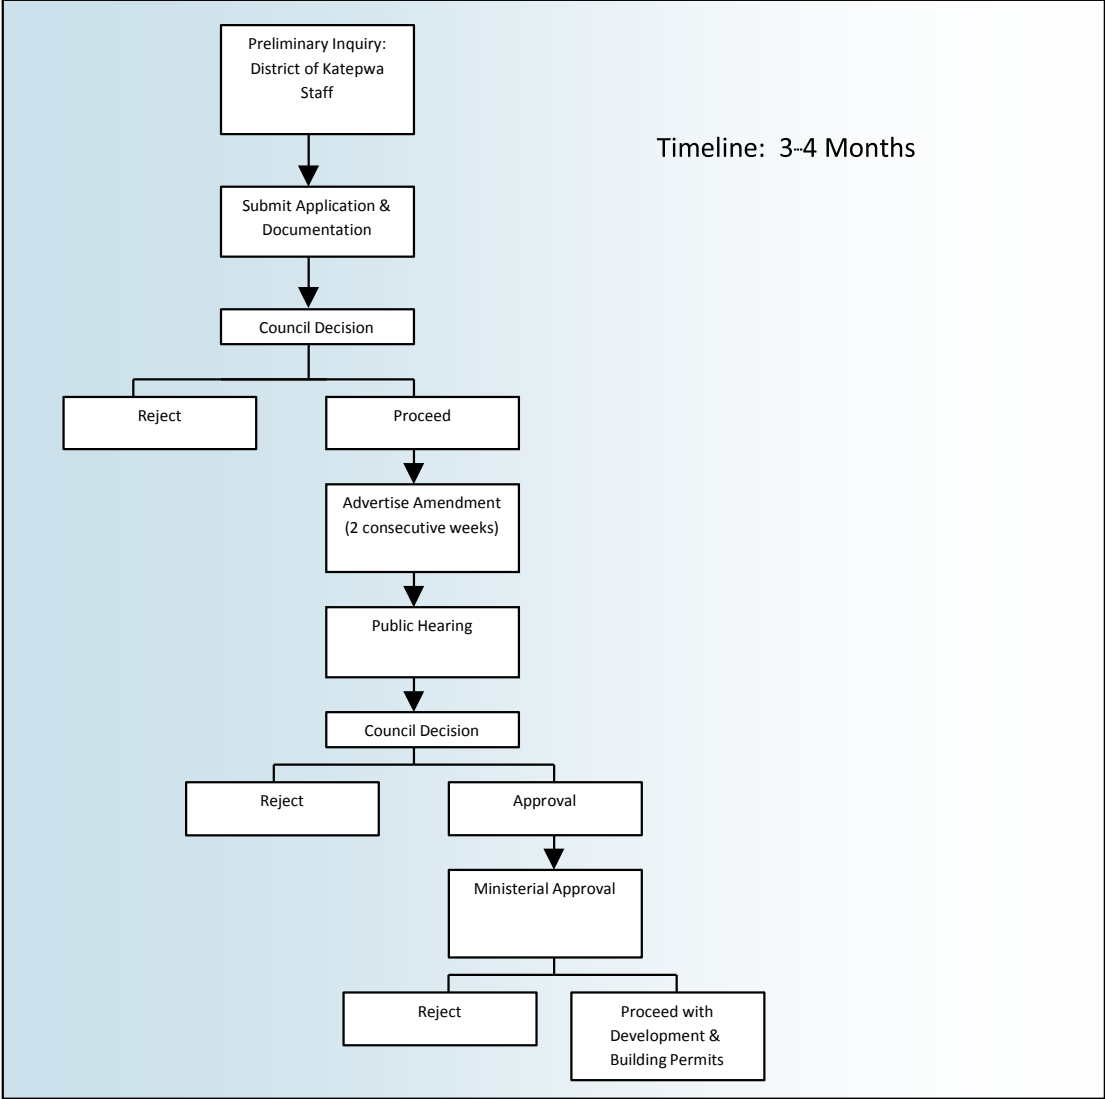 Preliminary Inquiry:
District of Katepwa
Staff
Timeline: 3-4 Months
Submit Application &
Documentation
Council Decision
Reject
Proceed
Advertise Amendment
(2 consecutive weeks)
Public Hearing
Council Decision
Reject
Approval
Ministerial Approval
Reject
Proceed with
Development &
Building Permits